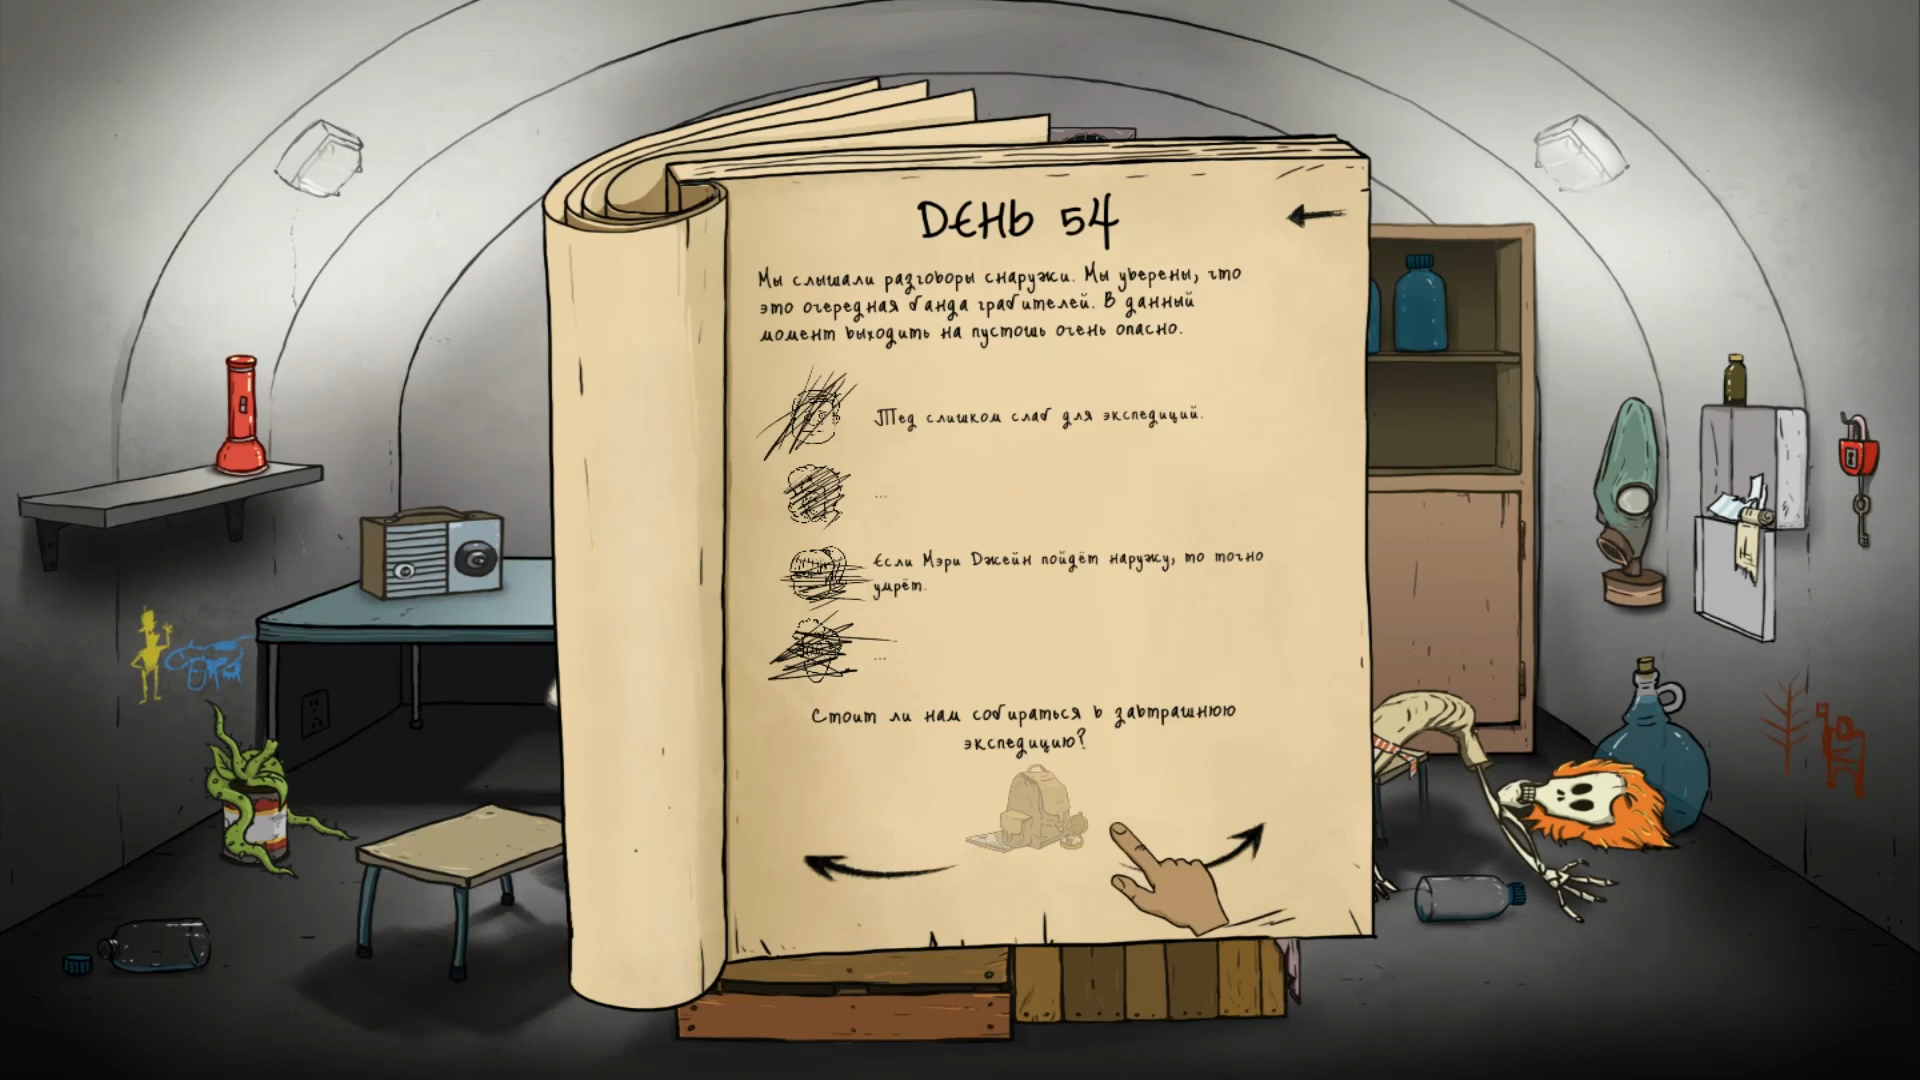 ДЕНЬ 54
Мы слышали разговоры снаружи. Мы уверены, что
это очередная банда грабителей. В данный
момент выходить на пустошь очень опасно.
Тед слишком слаб для экспедиций.
...
Если Мэри Джейн пойдёт наружу, то точно
умрёт.
...
Стоит ли нам собираться в завтрашнюю
экспедицию?